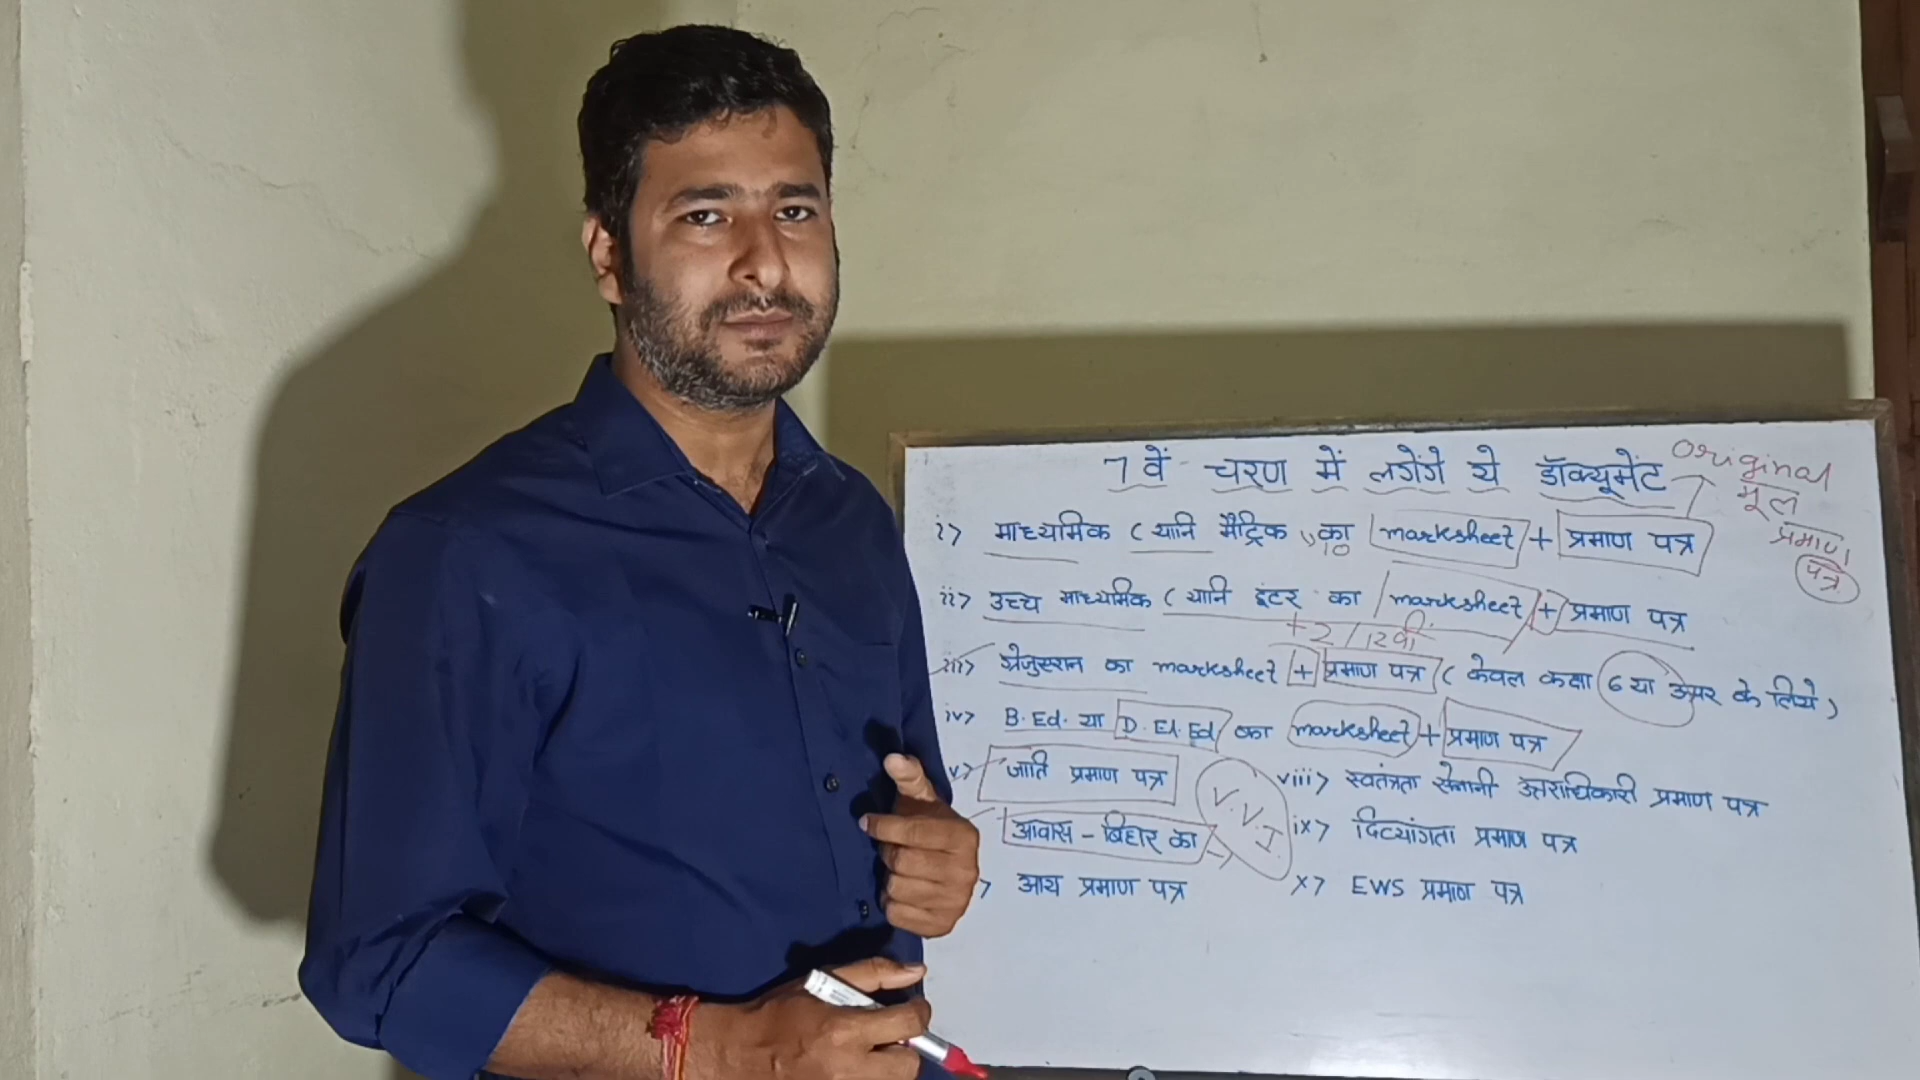 7 वें चरण में लगेंगे ये डॉक्यूमेंट
original
मूल
प्रमाण
पत्र
i> माध्यमिक ( यानि मैट्रिक ) का marksheet + प्रमाण पत्र
10
ii> उच्च माध्यमिक ( यानि इंटर का marksheet + प्रमाण पत्र
+2 / 12वीं
iii> ग्रेजुएशन का marksheet + प्रमाण पत्र ( केवल कक्षा 6 या ऊपर के लिये )
iv> B.Ed. या D.El.Ed का marksheet + प्रमाण पत्र
v> जाति प्रमाण पत्र
आवास - बिहार का
> आय प्रमाण पत्र
V.V.I.
viii> स्वतंत्रता सेनानी उत्तराधिकारी प्रमाण पत्र
ix> दिव्यांगता प्रमाण पत्र
x> EWS प्रमाण पत्र